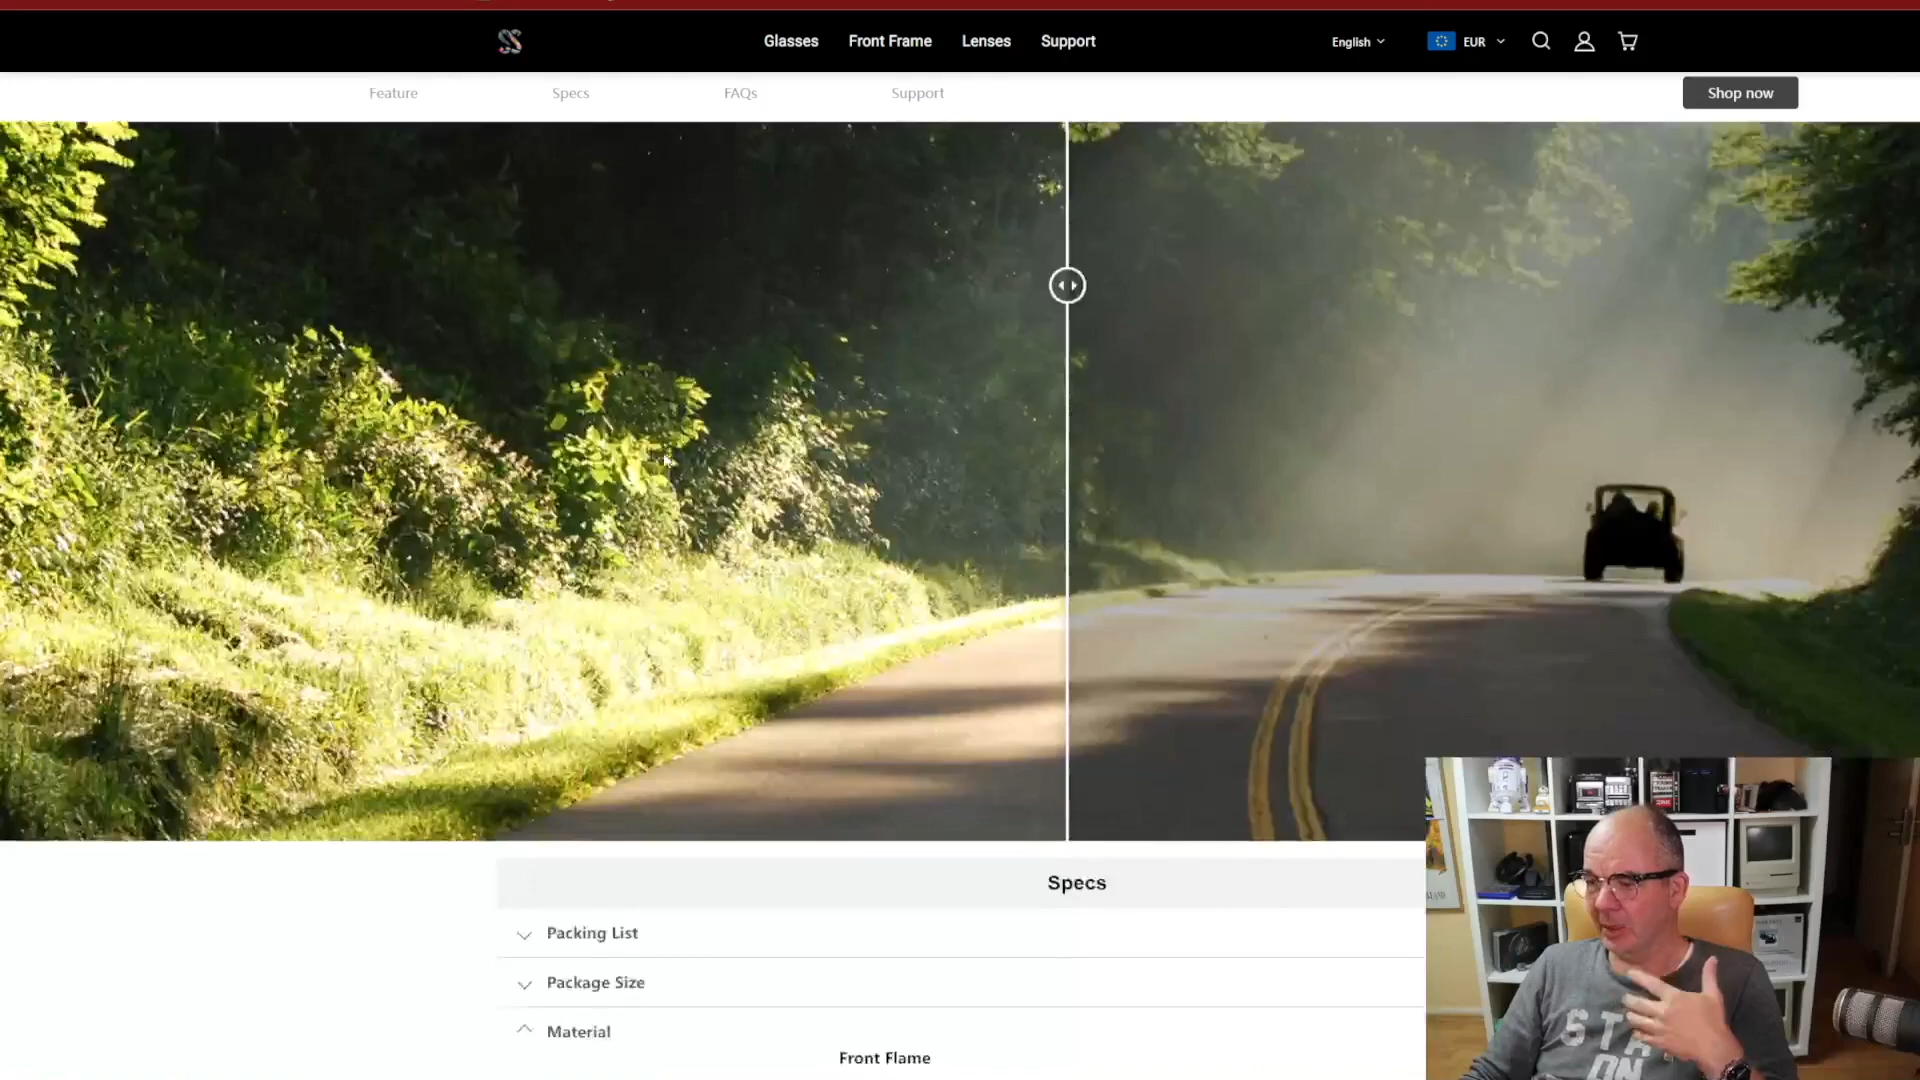 Glasses
Front Frame
Lenses
Support
English
EUR
Feature
Specs
FAQs
Support
Shop now
Specs
Packing List
Package Size
Material
Front Flame
ON